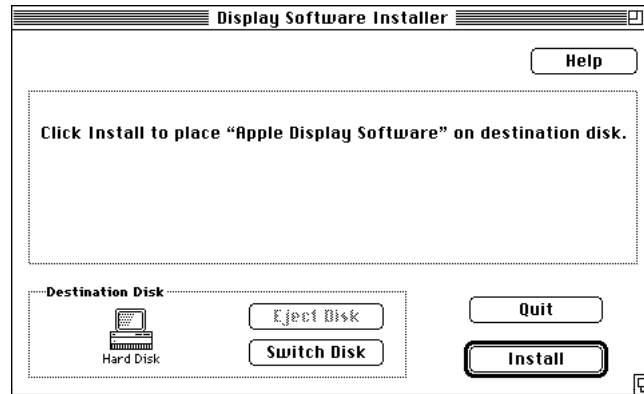 Display Software Installer
Help
Click Install to place “Apple Display Software” on destination disk.
Destination Disk
Eject Disk
Quit
Hard Disk
Switch Disk
Install